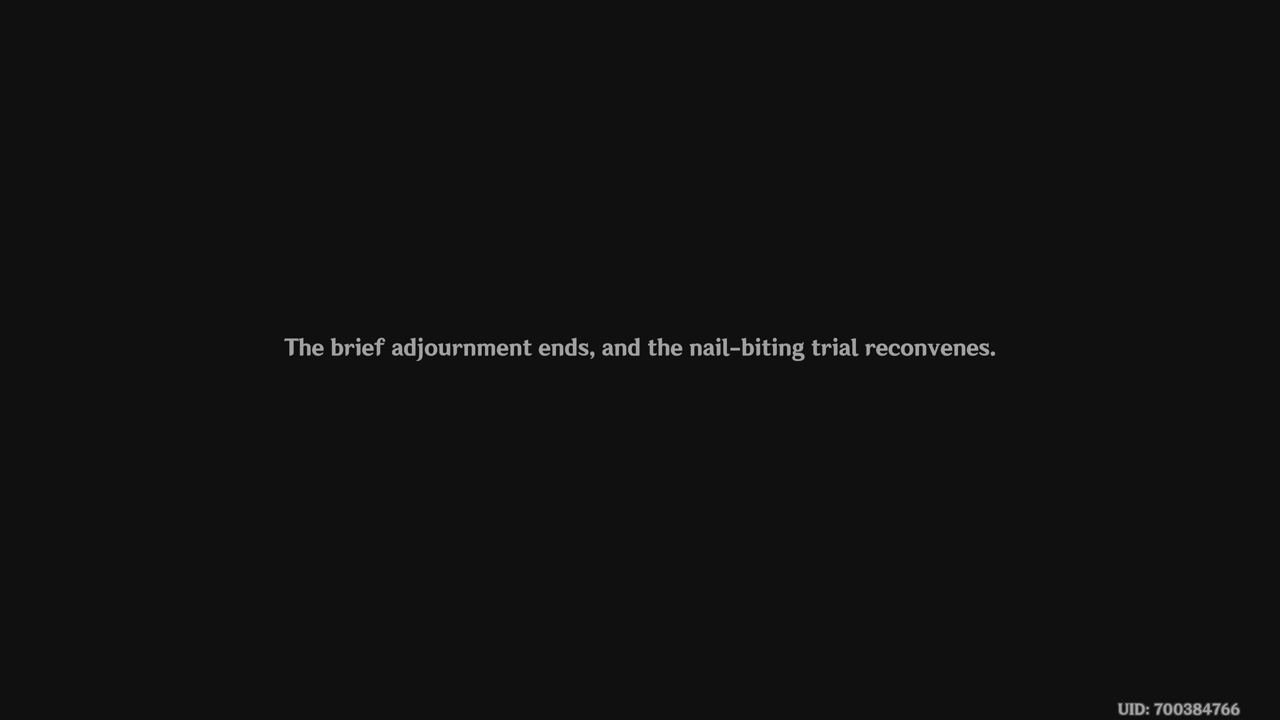 The brief adjournment ends, and the nail-biting trial reconvenes.
UID: 700384766